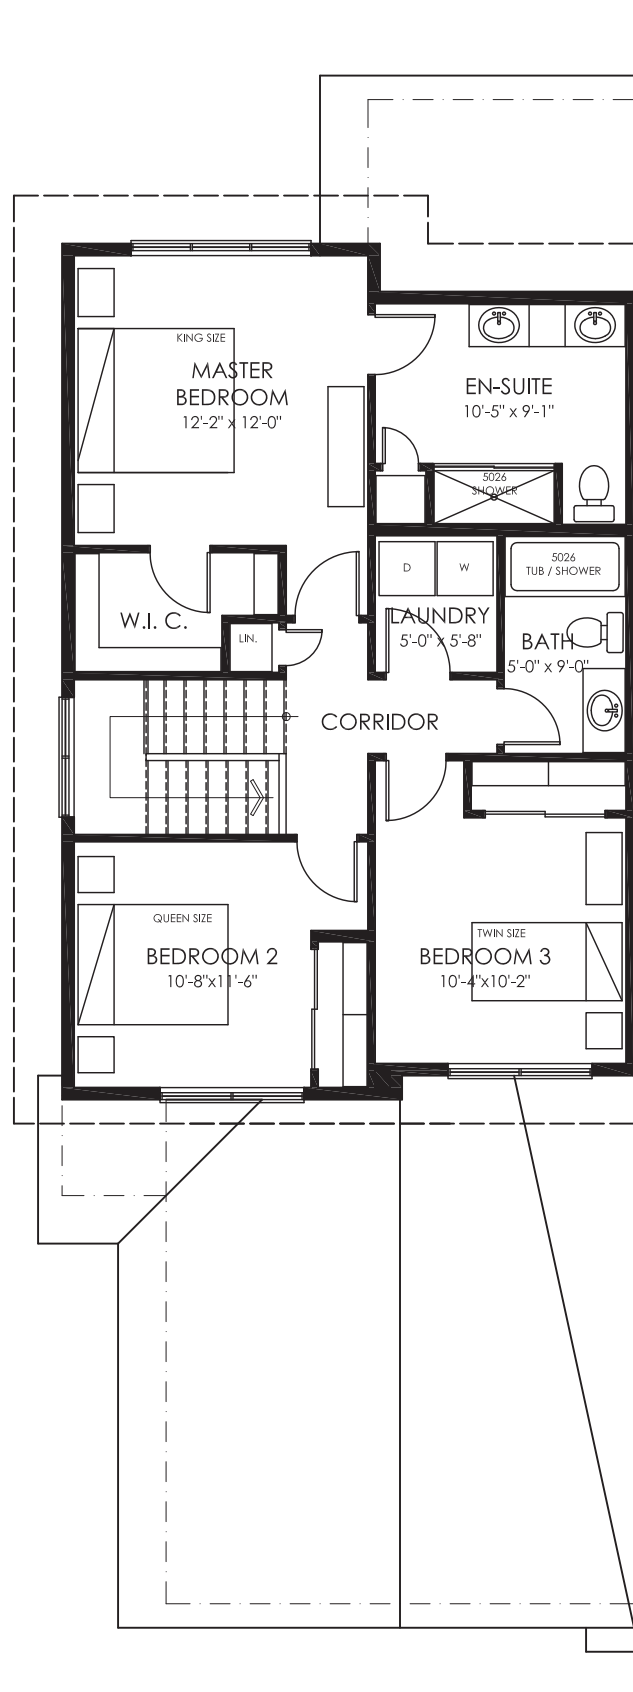 KING SIZE
MASTER
BEDROOM
12'-2" x 12'-0"
EN-SUITE
10'-5" x 9'-1"
5026
SHOWER
D
W
5026
TUB / SHOWER
W.I. C.
LIN.
LAUNDRY
5'-0" x 5'-8"
BATH
5'-0" x 9'-0"
CORRIDOR
QUEEN SIZE
BEDROOM 2
10'-8"x11'-6"
TWIN SIZE
BEDROOM 3
10'-4"x10'-2"